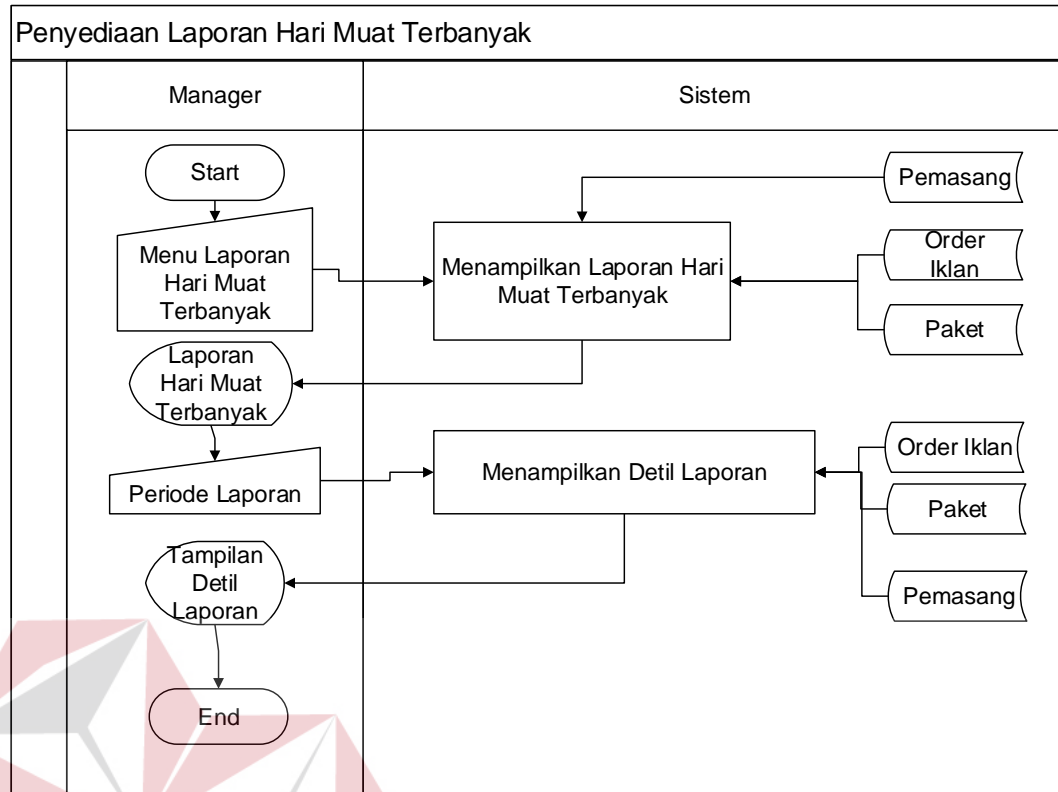 Penyediaan Laporan Hari Muat Terbanyak
Manager
Sistem
Start
Pemasang
Menu Laporan
Hari Muat
Terbanyak
Menampilkan Laporan Hari
Muat Terbanyak
Order
Iklan
Paket
Laporan
Hari Muat
Terbanyak
Periode Laporan
Menampilkan Detil Laporan
Order Iklan
Paket
Tampilan
Detil
Laporan
Pemasang
End